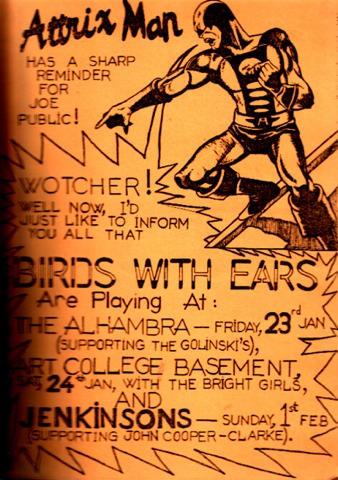 Attrix Man
HAS A SHARP
REMINDER
FOR
JOE
PUBLIC!
WOTCHER!
WELL NOW, I'D
JUST LIKE TO INFORM
YOU ALL THAT
BIRDS WITH EARS
Are Playing At:
THE ALHAMBRA — FRIDAY, 23rd JAN
(SUPPORTING THE GOLINSKI'S),
ART COLLEGE BASEMENT,
SAT, 24th JAN, WITH THE BRIGHT GIRLS,
AND
JENKINSONS — SUNDAY, 1st FEB
(SUPPORTING JOHN COOPER-CLARKE).